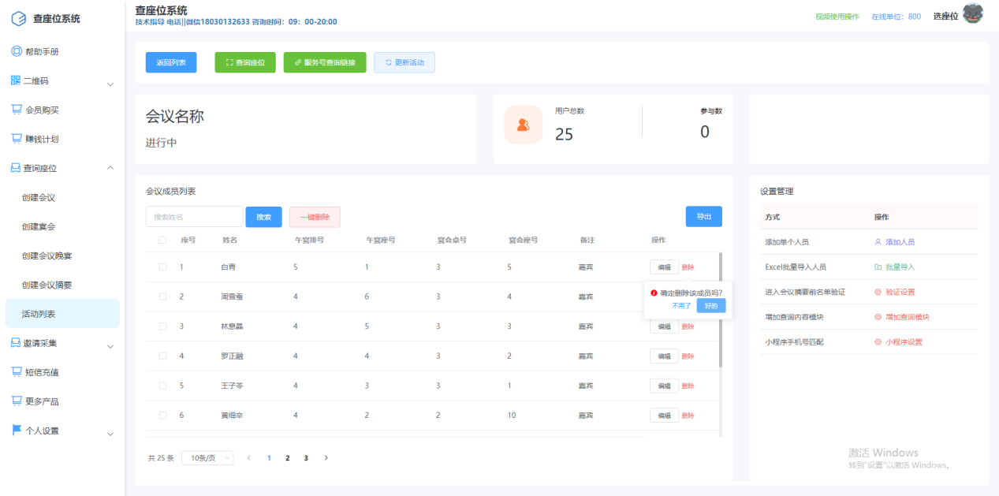 查座位系统
帮助手册
二维码
会员购买
赚钱计划
查询座位
创建会议
创建宴会
创建会议晚宴
创建会议摘要
活动列表
邀请采集
短信充值
更多产品
个人设置
查座位系统
技术指导 电话||微信18030132633 咨询时间：09：00-20:00
视频使用操作 在线单位：800 选座位
返回列表 查询座位 服务号查询链接 更新活动
会议名称
进行中
用户总数
25
参与数
0
会议成员列表
搜索姓名 搜索 一键删除 导出
序号 姓名 午宴排号 午宴座号 宴会桌号 宴会座号 备注 操作
1 白青 5 1 3 5 嘉宾 编辑 删除
2 周雪萤 4 6 3 4 嘉宾
确定删除该成员吗？
不用了 好的
3 林意晶 4 5 3 3 嘉宾 编辑 删除
4 罗正融 4 4 3 2 嘉宾 编辑 删除
5 王子苓 4 3 3 1 嘉宾 编辑 删除
6 黄细辛 4 2 2 10 嘉宾 编辑 删除
共 25 条 10条/页 1 2 3
设置管理
方式 操作
添加单个人员 添加人员
Excel批量导入人员 批量导入
进入会议摘要前名单验证 验证设置
增加查询内容模块 增加查询模块
小程序手机号匹配 小程序设置
激活 Windows
转到"设置"以激活 Windows。